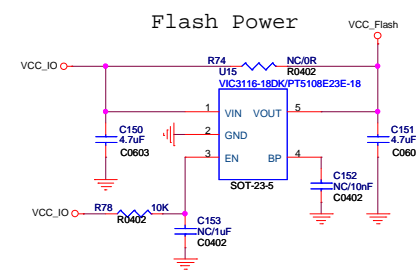 Flash Power
VCC_Flash
VCC_IO
R74
NC/0R
U15
R0402
VIC3116-18DK/PT5108E23E-18
1
VIN
VOUT
5
2
GND
3
EN
BP
4
SOT-23-5
C150
4.7uF
C0603
C151
4.7uF
C060
C152
NC/10nF
C0402
VCC_IO
R78
10K
R0402
C153
NC/1uF
C0402